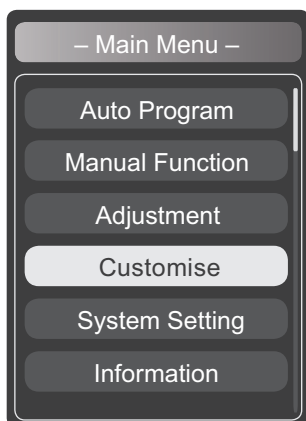 – Main Menu –
Auto Program
Manual Function
Adjustment
Customise
System Setting
Information